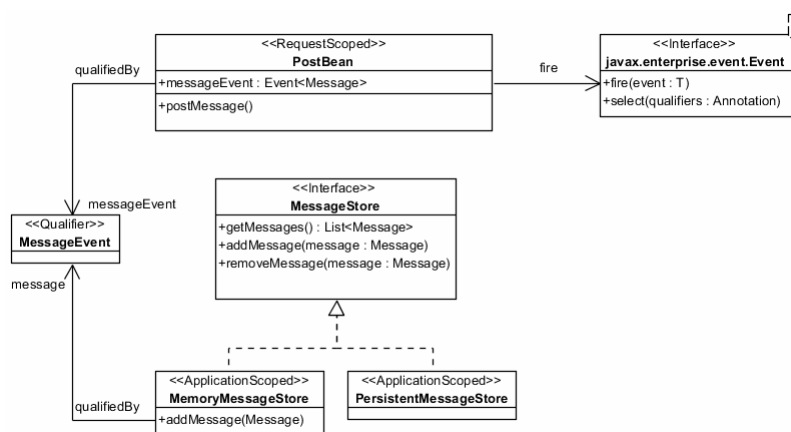 <<RequestScoped>>
PostBean
+messageEvent : Event<Message>
+postMessage()
qualifiedBy
fire
<<Interface>>
javax.enterprise.event.Event
+fire(event : T)
+select(qualifiers : Annotation)
messageEvent
<<Qualifier>>
MessageEvent
message
<<Interface>>
MessageStore
+getMessages() : List<Message>
+addMessage(message : Message)
+removeMessage(message : Message)
qualifiedBy
<<ApplicationScoped>>
MemoryMessageStore
+addMessage(Message)
<<ApplicationScoped>>
PersistentMessageStore